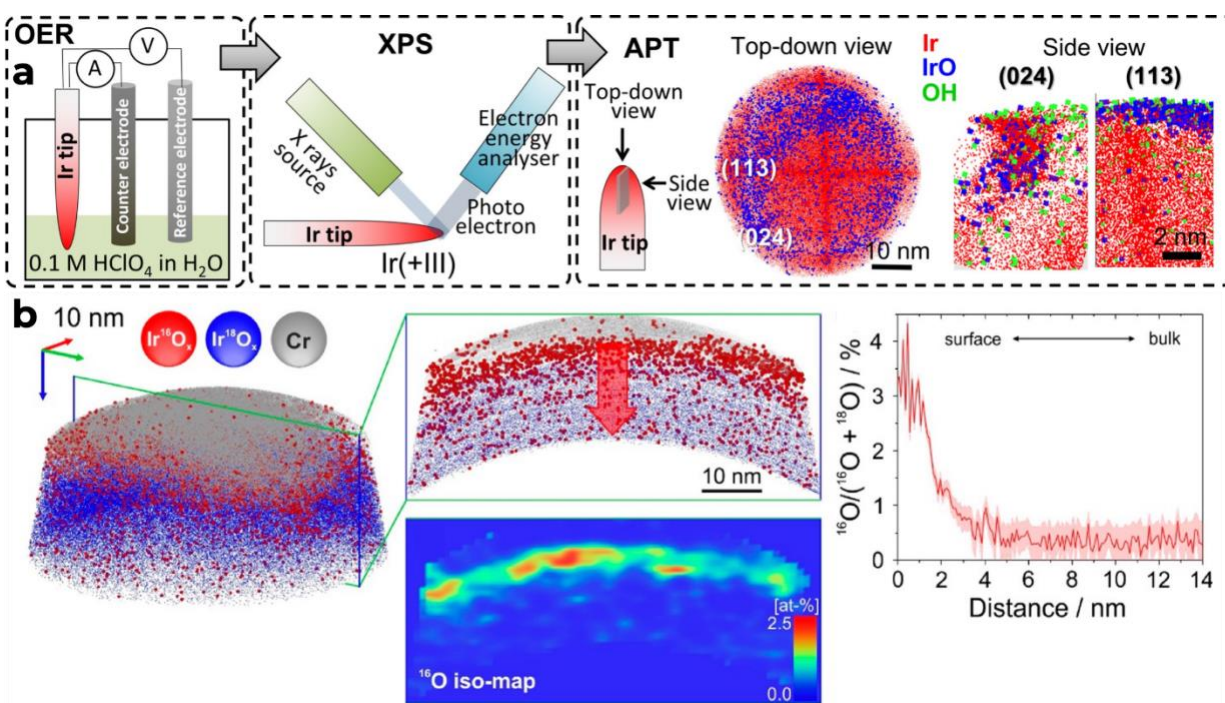 OER
XPS
APT
a
V
A
Ir tip
Counter electrode
Reference electrode
0.1 M HClO₄ in H₂O
X rays
source
Electron
energy
analyser
Photo
electron
Ir tip
Ir(+III)
Top-down
view
Side
view
Ir tip
Top-down view
(113)
(024)
10 nm
Ir
IrO
OH
Side view
(024)
(113)
2 nm
b
10 nm
Ir¹⁶Oₓ
Ir¹⁸Oₓ
Cr
10 nm
[at-%]
2.5
0.0
¹⁶O iso-map
¹⁶O/(¹⁶O + ¹⁸O) / %
4
3
2
1
0
surface
bulk
0 2 4 6 8 10 12 14
Distance / nm